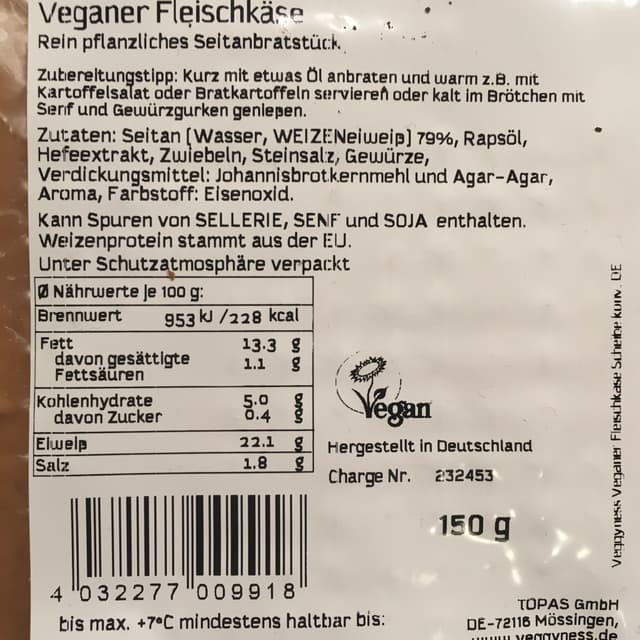 Veganer Fleischkäse
Rein pflanzliches Seitanbratstück.
Zubereitungstipp: Kurz mit etwas Öl anbraten und warm z.B. mit
Kartoffelsalat oder Bratkartoffeln servieren oder kalt im Brötchen mit
Senf und Gewürzgurken genießen.
Zutaten: Seitan (Wasser, WEIZENeiweiß) 79%, Rapsöl,
Hefeextrakt, Zwiebeln, Steinsalz, Gewürze,
Verdickungsmittel: Johannisbrotkernmehl und Agar-Agar,
Aroma, Farbstoff: Eisenoxid.
Kann Spuren von SELLERIE, SENF und SOJA enthalten.
Weizenprotein stammt aus der EU.
Unter Schutzatmosphäre verpackt
Ø Nährwerte je 100 g:
Brennwert 953 kJ /228 kcal
Fett 13.3 g
davon gesättigte 1.1 g
Fettsäuren
Kohlenhydrate 5.0 g
davon Zucker 0.4 g
Eiweiß 22.1 g
Salz 1.8 g
Vegan
Hergestellt in Deutschland
Charge Nr. 232453
150 g
4 032277 009918
bis max. +7°C mindestens haltbar bis:
TOPAS GmbH
DE-72116 Mössingen,
veggyness.de
Veggyness Veganer Fleischkäse Scheibe konv. DE